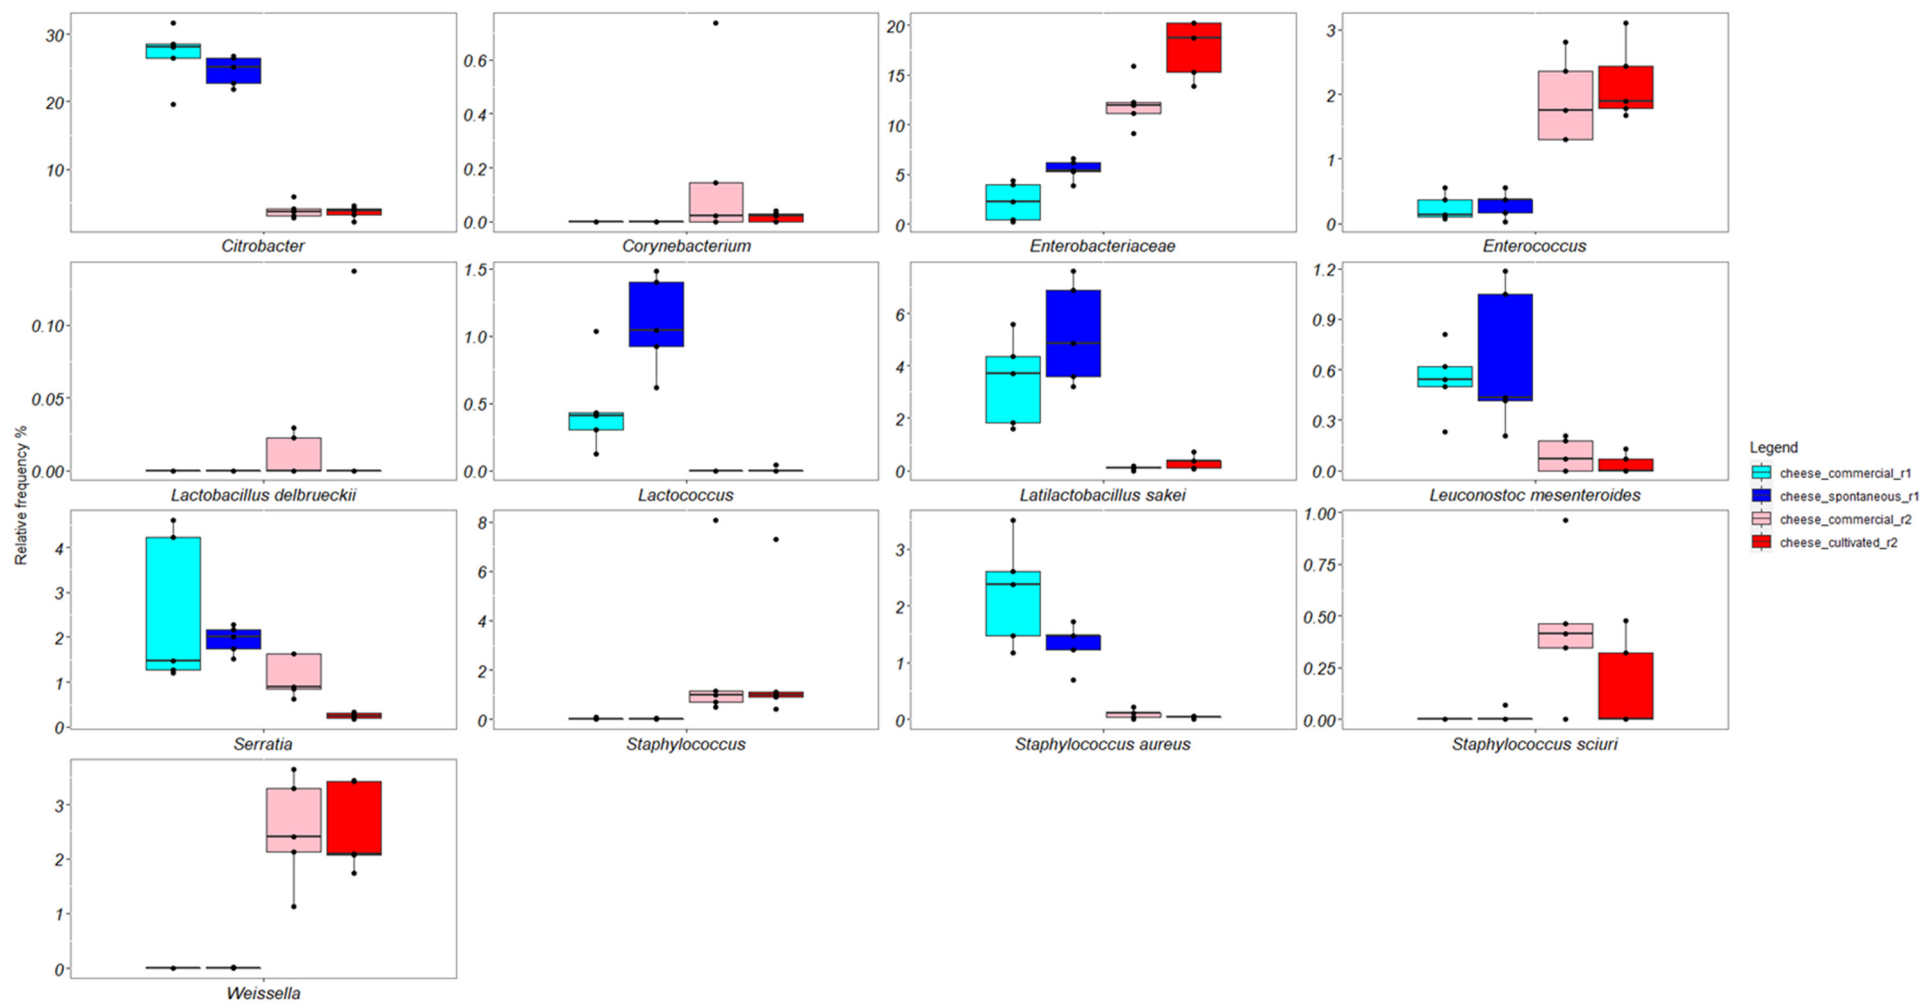 30
20
10
Citrobacter
0.6
0.4
0.2
0.0
Corynebacterium
20
15
10
5
0
Enterobacteriaceae
3
2
1
0
Enterococcus
0.10
0.05
0.00
Lactobacillus delbrueckii
1.5
1.0
0.5
0.0
Lactococcus
6
4
2
0
Latilactobacillus sakei
1.2
0.9
0.6
0.3
0.0
Leuconostoc mesenteroides
Relative frequency %
Legend
cheese_commercial_r1
cheese_spontaneous_r1
cheese_commercial_r2
cheese_cultivated_r2
4
3
2
1
0
Serratia
8
6
4
2
0
Staphylococcus
3
2
1
0
Staphylococcus aureus
1.00
0.75
0.50
0.25
0.00
Staphylococcus sciuri
3
2
1
0
Weissella